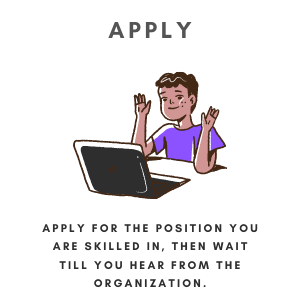 APPLY
APPLY FOR THE POSITION YOU
ARE SKILLED IN, THEN WAIT
TILL YOU HEAR FROM THE
ORGANIZATION.